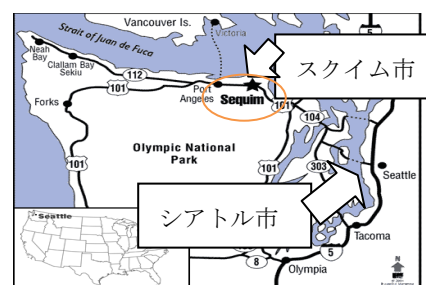 Vancouver Is.
Strait of Juan de Fuca
Victoria
5
スクイム市
Neah
Bay
Clallam Bay
Sekiu
112
101
Port
Angeles
Sequim
101
Forks
104
Olympic National
Park
101
101
303
Seattle
シアトル市
Seattle
Tacoma
5
8
Olympia
N